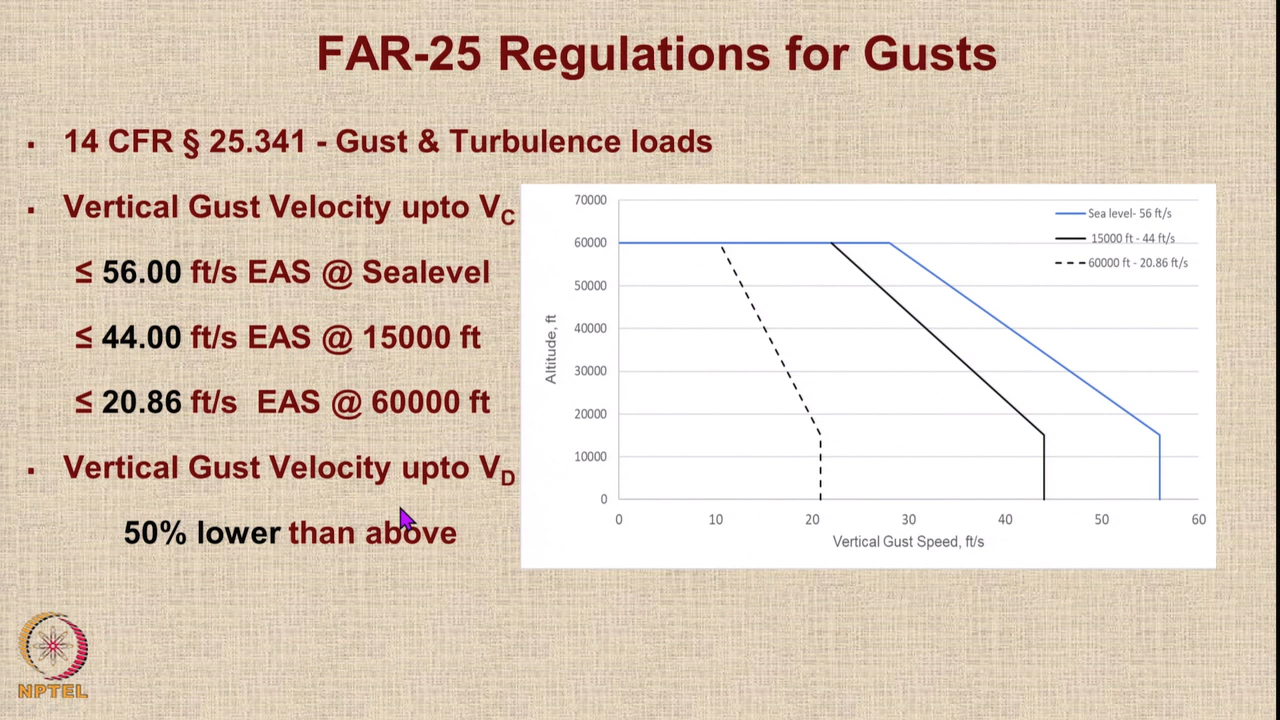 FAR-25 Regulations for Gusts
▪ 14 CFR § 25.341 - Gust & Turbulence loads
▪ Vertical Gust Velocity upto VC
≤ 56.00 ft/s EAS @ Sealevel
≤ 44.00 ft/s EAS @ 15000 ft
≤ 20.86 ft/s EAS @ 60000 ft
▪ Vertical Gust Velocity upto VD
50% lower than above
70000
60000
50000
40000
30000
20000
10000
0
Altitude, ft
Sea level- 56 ft/s
15000 ft - 44 ft/s
60000 ft - 20.86 ft/s
0 10 20 30 40 50 60
Vertical Gust Speed, ft/s
NPTEL